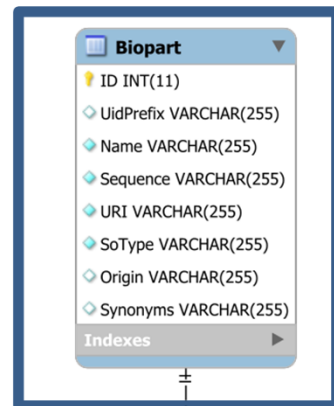 Biopart
ID INT(11)
UidPrefix VARCHAR(255)
Name VARCHAR(255)
Sequence VARCHAR(255)
URI VARCHAR(255)
SoType VARCHAR(255)
Origin VARCHAR(255)
Synonyms VARCHAR(255)
Indexes